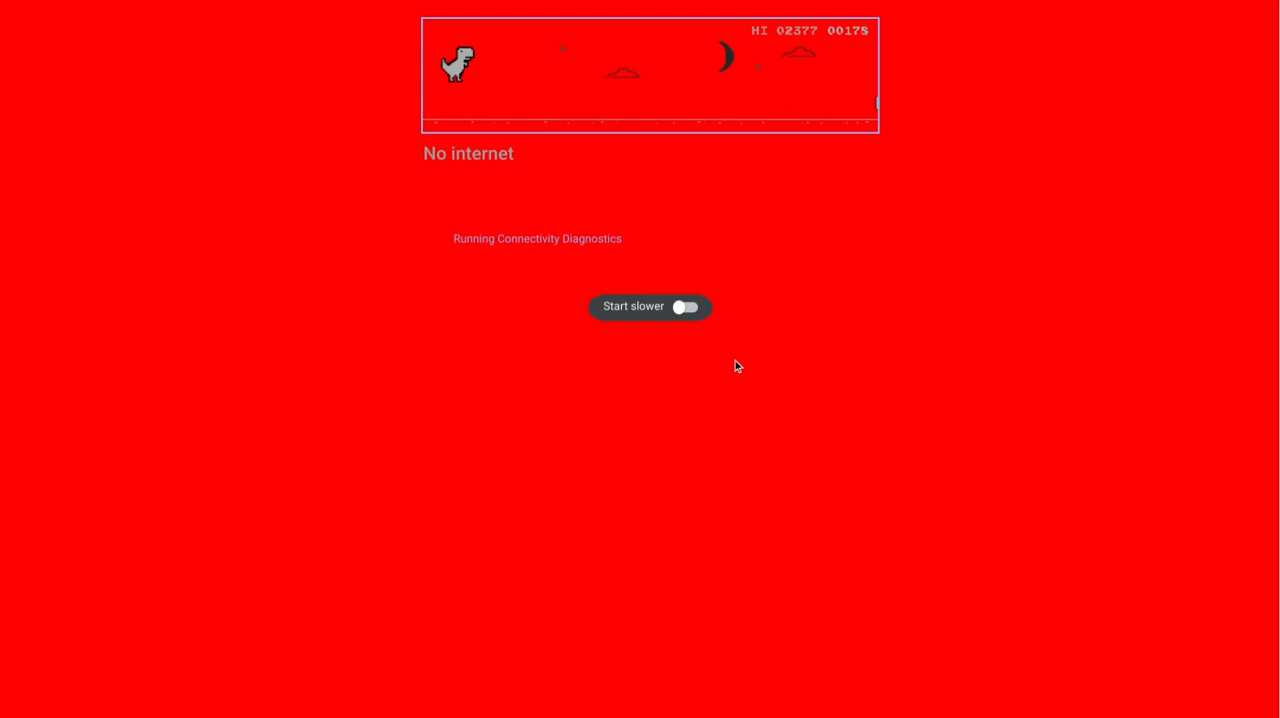 HI 02377 00178
No internet
Running Connectivity Diagnostics
Start slower